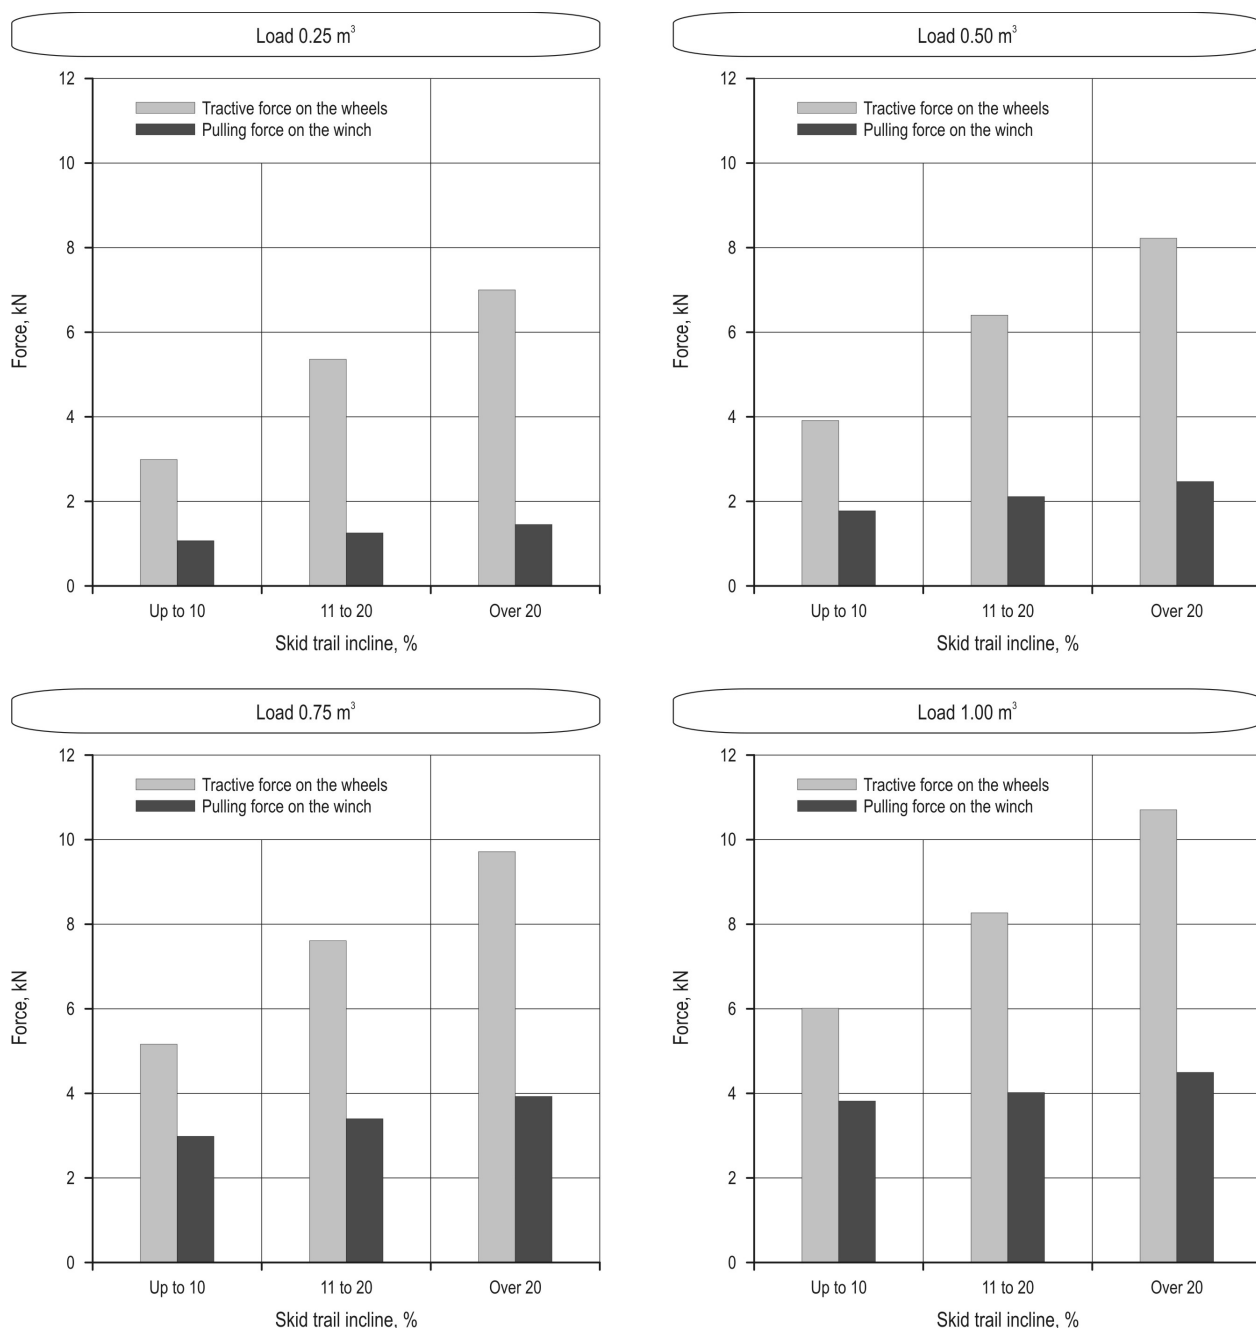 Load 0.25 m³
12
10
8
6
4
2
0
Force, kN
Tractive force on the wheels
Pulling force on the winch
Up to 10
11 to 20
Over 20
Skid trail incline, %
Load 0.50 m³
12
10
8
6
4
2
0
Force, kN
Tractive force on the wheels
Pulling force on the winch
Up to 10
11 to 20
Over 20
Skid trail incline, %
Load 0.75 m³
12
10
8
6
4
2
0
Force, kN
Tractive force on the wheels
Pulling force on the winch
Up to 10
11 to 20
Over 20
Skid trail incline, %
Load 1.00 m³
12
10
8
6
4
2
0
Force, kN
Tractive force on the wheels
Pulling force on the winch
Up to 10
11 to 20
Over 20
Skid trail incline, %